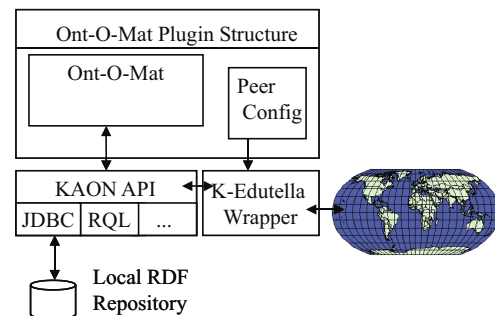 Ont-O-Mat Plugin Structure
Ont-O-Mat
Peer
Config
KAON API
JDBC RQL ...
K-Edutella
Wrapper
Local RDF
Repository